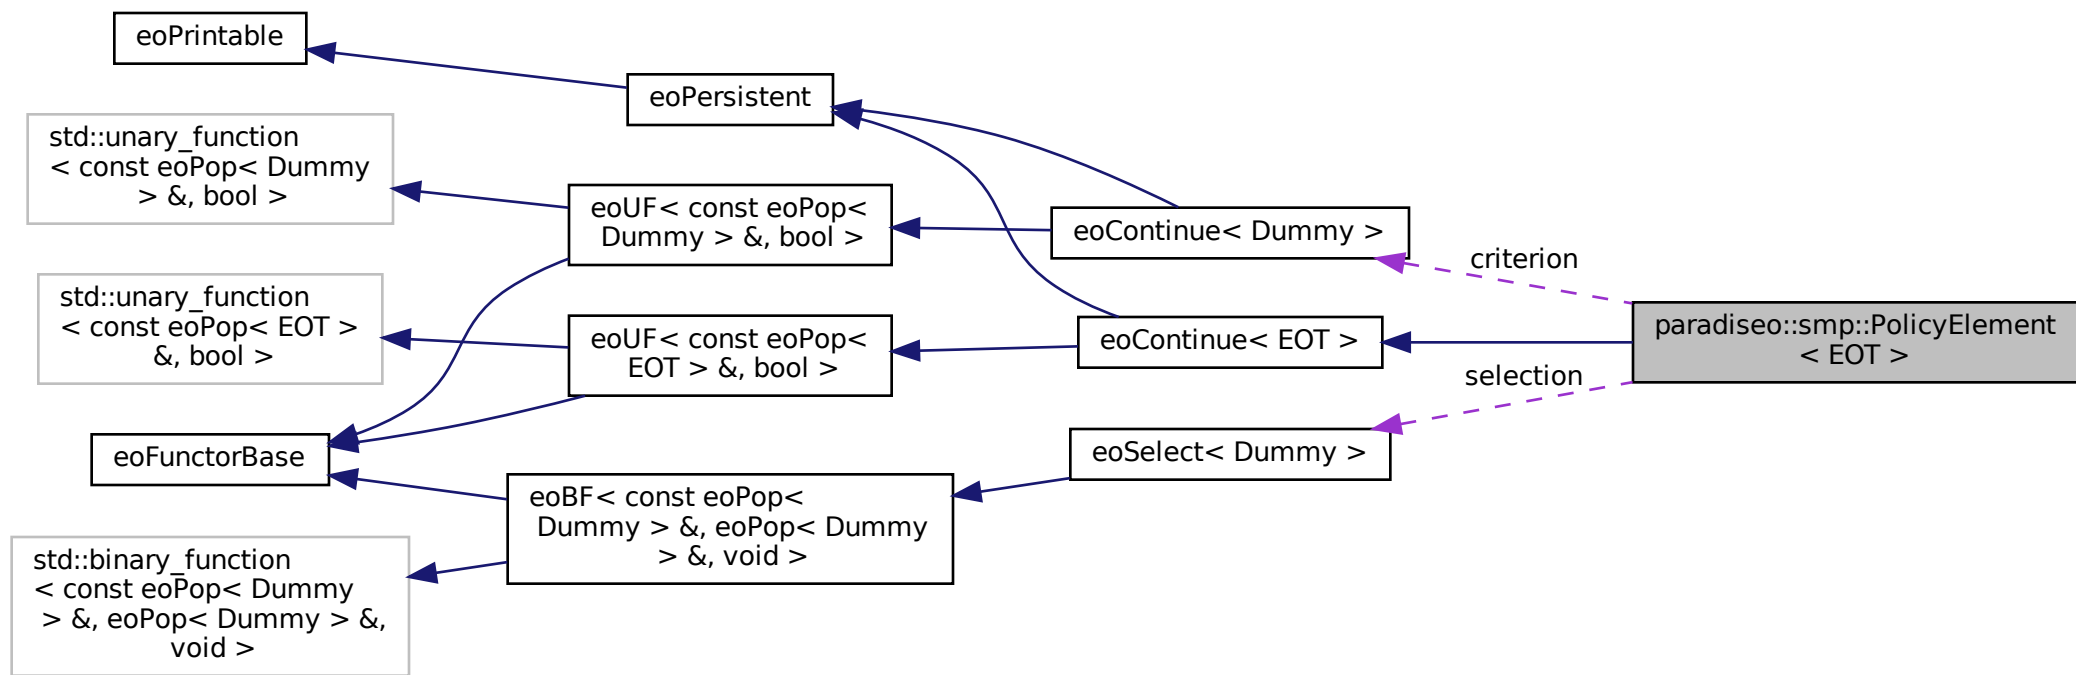 eoPrintable
eoPersistent
std::unary_function
< const eoPop< Dummy
> &, bool >
eoUF< const eoPop<
Dummy > &, bool >
eoContinue< Dummy >
criterion
std::unary_function
< const eoPop< EOT >
&, bool >
eoUF< const eoPop<
EOT > &, bool >
eoContinue< EOT >
paradiseo::smp::PolicyElement
< EOT >
selection
eoFunctorBase
eoSelect< Dummy >
eoBF< const eoPop<
Dummy > &, eoPop< Dummy
> &, void >
std::binary_function
< const eoPop< Dummy
> &, eoPop< Dummy > &,
void >